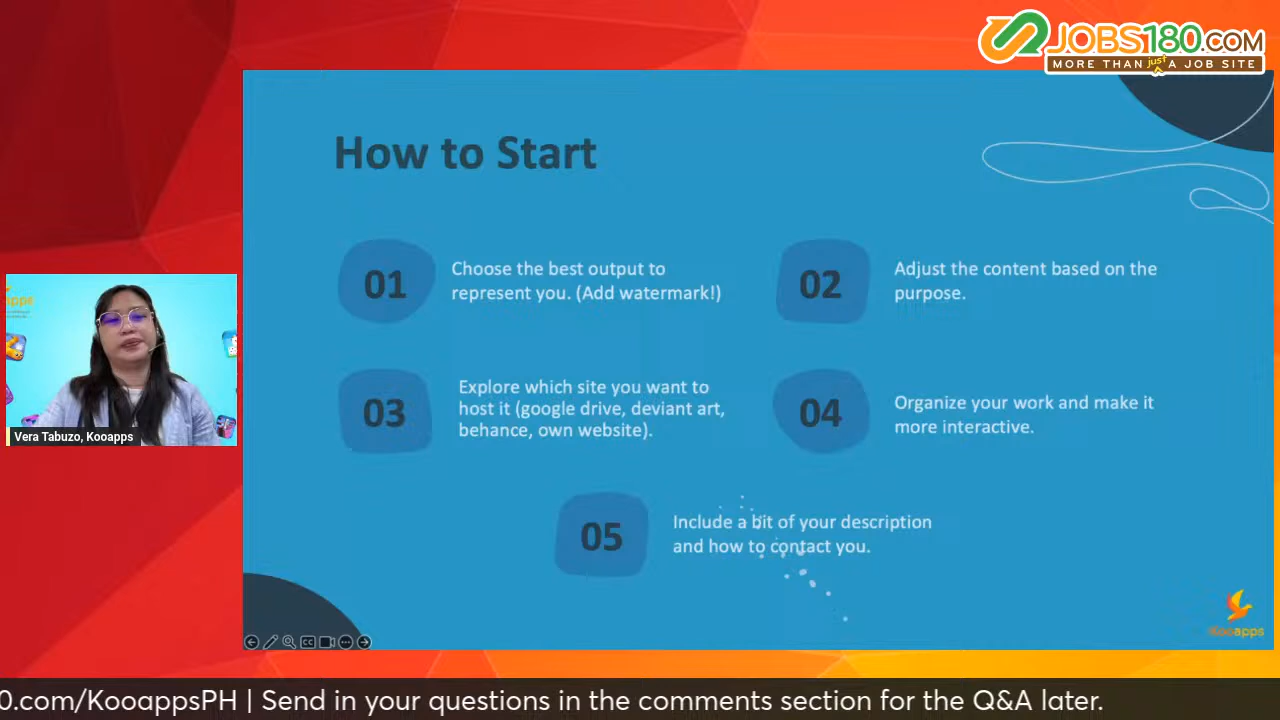 JOBS180.COM
MORE THAN just A JOB SITE
How to Start
01
Choose the best output to
represent you. (Add watermark!)
02
Adjust the content based on the
purpose.
03
Explore which site you want to
host it (google drive, deviant art,
behance, own website).
04
Organize your work and make it
more interactive.
05
Include a bit of your description
and how to contact you.
apps
Vera Tabuzo, Kooapps
Kooapps
0.com/KooappsPH | Send in your questions in the comments section for the Q&A later.